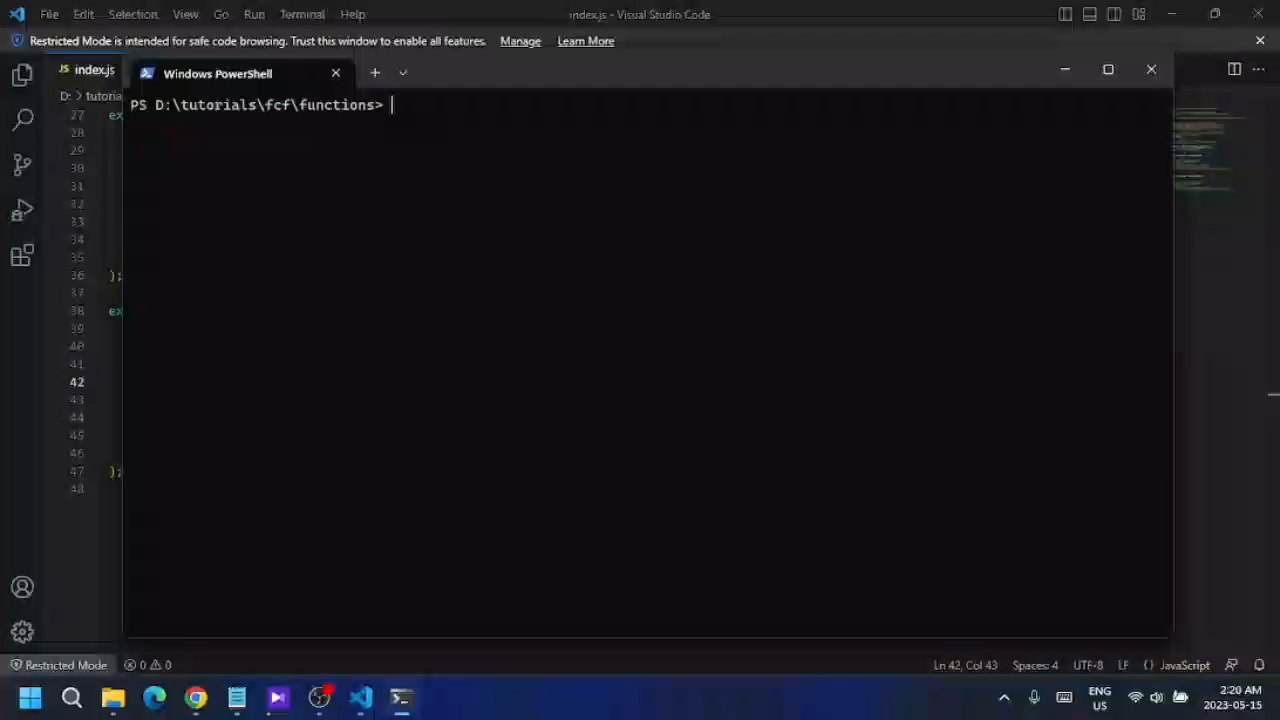 File Edit Selection View Go Run Terminal Help index.js - Visual Studio Code
Restricted Mode is intended for safe code browsing. Trust this window to enable all features. Manage Learn More
JS index.js
Windows PowerShell
D: > tutoria
PS D:\tutorials\fcf\functions>
27 ex
28
29
30
31
32
33
34
35
36 );
37
38 ex
39
40
41
42
43
44
45
46
47 );
48
Restricted Mode 0 0 Ln 42, Col 43 Spaces: 4 UTF-8 LF {} JavaScript
ENG
US
2:20 AM
2023-05-15